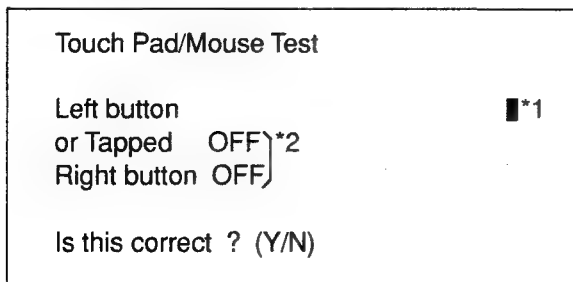 Touch Pad/Mouse Test
Left button *1
or Tapped OFF *2
Right button OFF
Is this correct ? (Y/N)